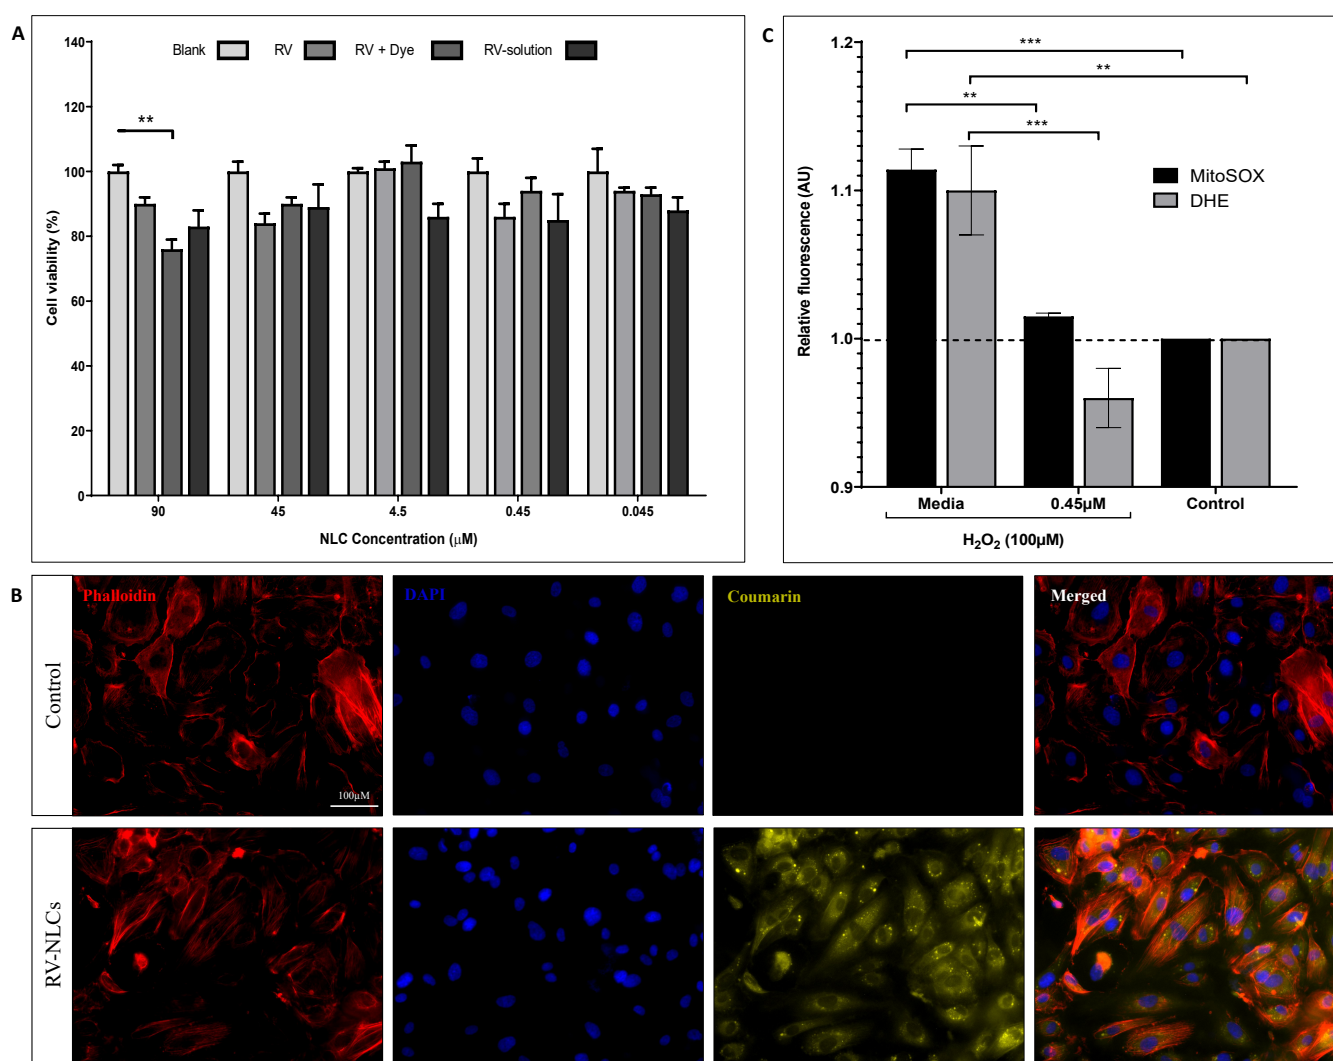 A
140
120
100
80
60
40
20
0
Cell viability (%)
Blank RV RV + Dye RV-solution
**
90 45 4.5 0.45 0.045
NLC Concentration (μM)
C
1.2
1.1
1.0
0.9
Relative fluorescence (AU)
***
**
**
***
MitoSOX
DHE
Media 0.45μM Control
H₂O₂ (100μM)
B
Control
Phalloidin
100μM
DAPI
Coumarin
Merged
RV-NLCs